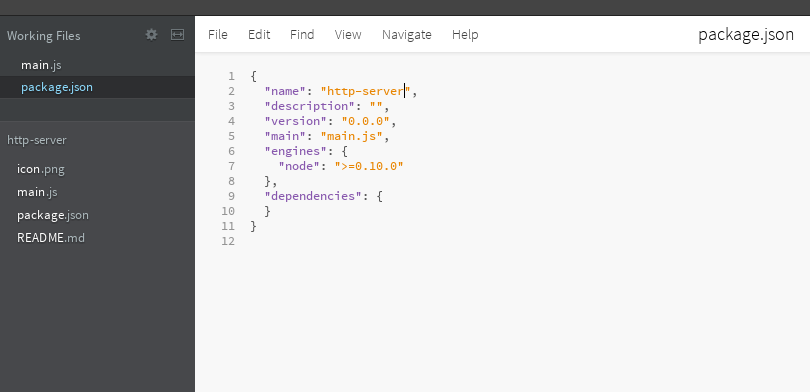 Working Files
main.js
package.json
http-server
icon.png
main.js
package.json
README.md
File Edit Find View Navigate Help
package.json
1 {
2 "name": "http-server",
3 "description": "",
4 "version": "0.0.0",
5 "main": "main.js",
6 "engines": {
7 "node": ">=0.10.0"
8 },
9 "dependencies": {
10 }
11 }
12